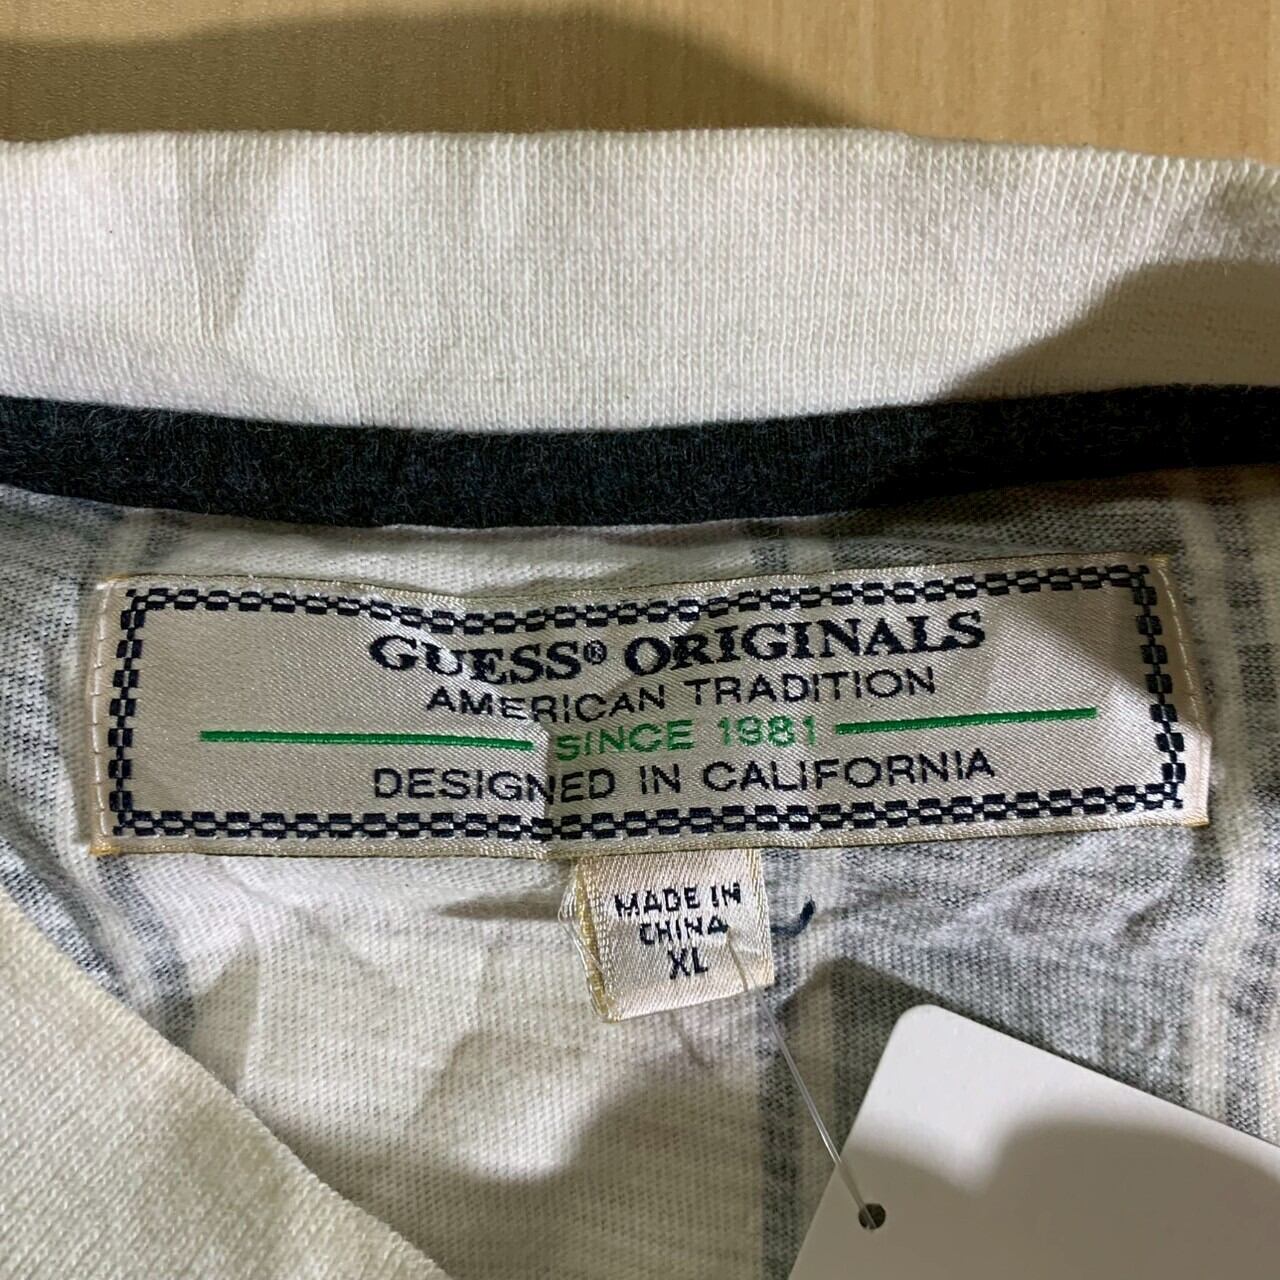 GUESS® ORIGINALS
AMERICAN TRADITION
SINCE 1981
DESIGNED IN CALIFORNIA
MADE IN
CHINA
XL